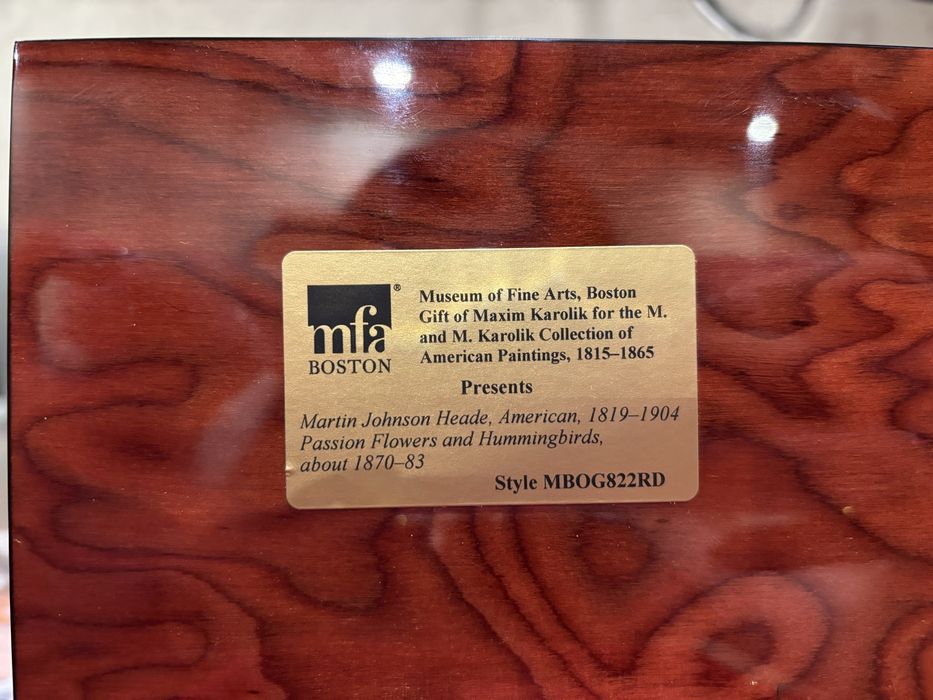 mfa®
BOSTON
Museum of Fine Arts, Boston
Gift of Maxim Karolik for the M.
and M. Karolik Collection of
American Paintings, 1815–1865
Presents
Martin Johnson Heade, American, 1819–1904
Passion Flowers and Hummingbirds,
about 1870–83
Style MBOG822RD